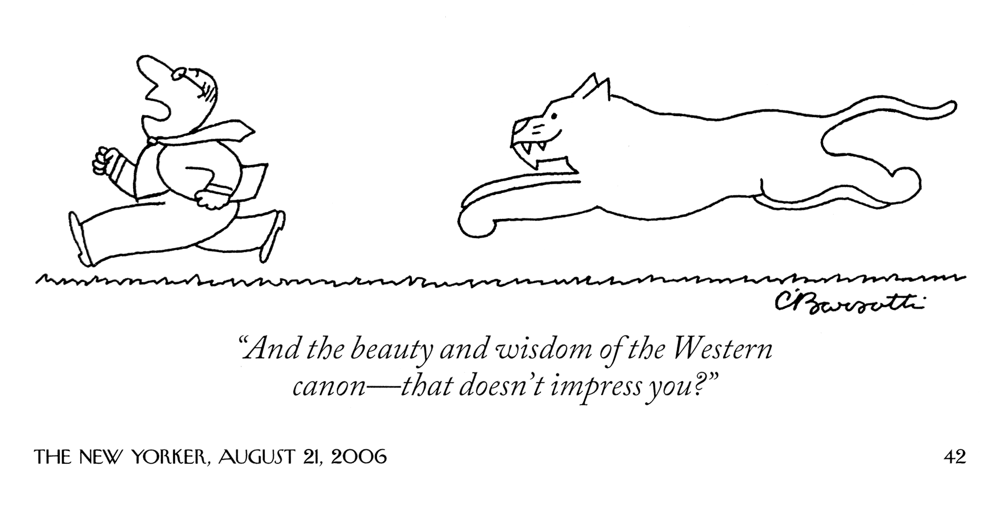 C. Barsotti
“And the beauty and wisdom of the Western
canon—that doesn’t impress you?”
THE NEW YORKER, AUGUST 21, 2006
42